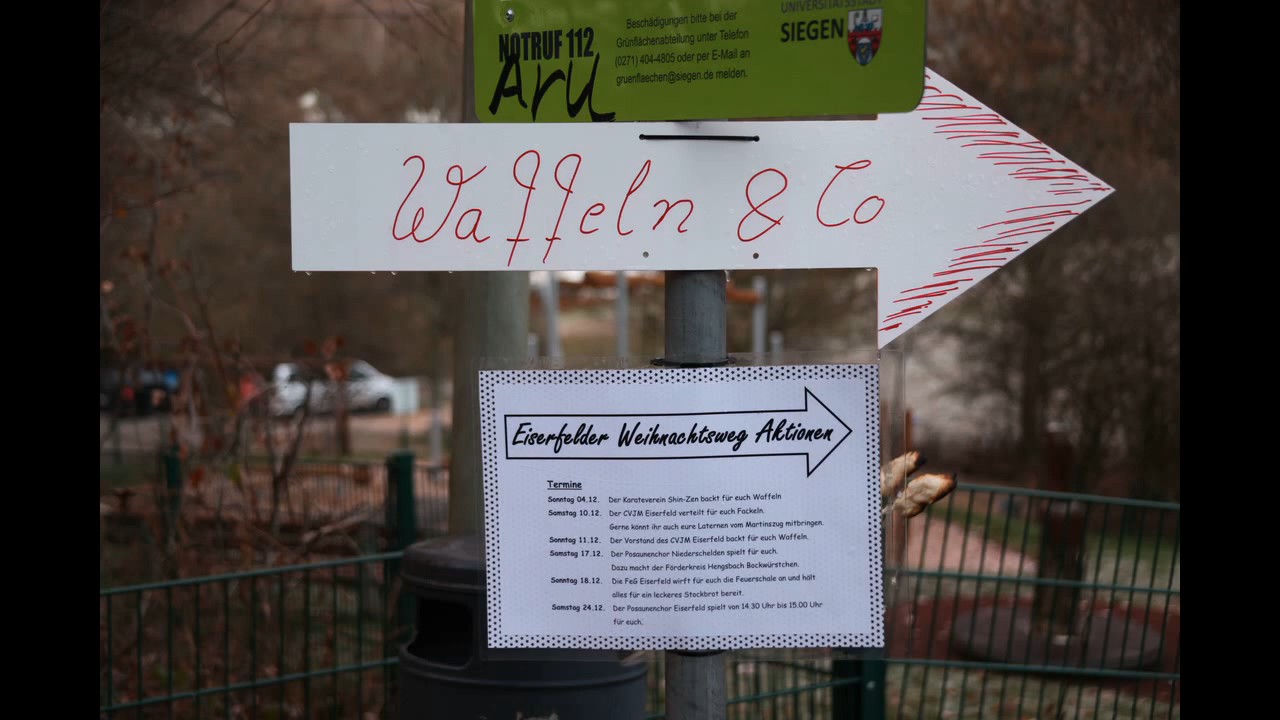 NOTRUF 112
Aru
Beschädigungen bitte bei der
Grünflächenabteilung unter Telefon
(0271) 404-4805 oder per E-Mail an
gruenflaechen@siegen.de melden.
UNIVERSITÄTSSTADT
SIEGEN
Waffeln & Co
Eiserfelder Weihnachtsweg Aktionen
Termine
Sonntag 04.12. Der Karateverein Shin-Zen backt für euch Waffeln
Samstag 10.12. Der CVJM Eiserfeld verteilt für euch Fackeln.
Gerne könnt ihr auch eure Laternen vom Martinszug mitbringen.
Sonntag 11.12. Der Vorstand des CVJM Eiserfeld backt für euch Waffeln.
Samstag 17.12. Der Posaunenchor Niederschelden spielt für euch.
Dazu macht der Förderkreis Hengsbach Bockwürstchen.
Sonntag 18.12. Die FeG Eiserfeld wirft für euch die Feuerschale an und hält
alles für ein leckeres Stockbrot bereit.
Samstag 24.12. Der Posaunenchor Eiserfeld spielt von 14.30 Uhr bis 15.00 Uhr
für euch.